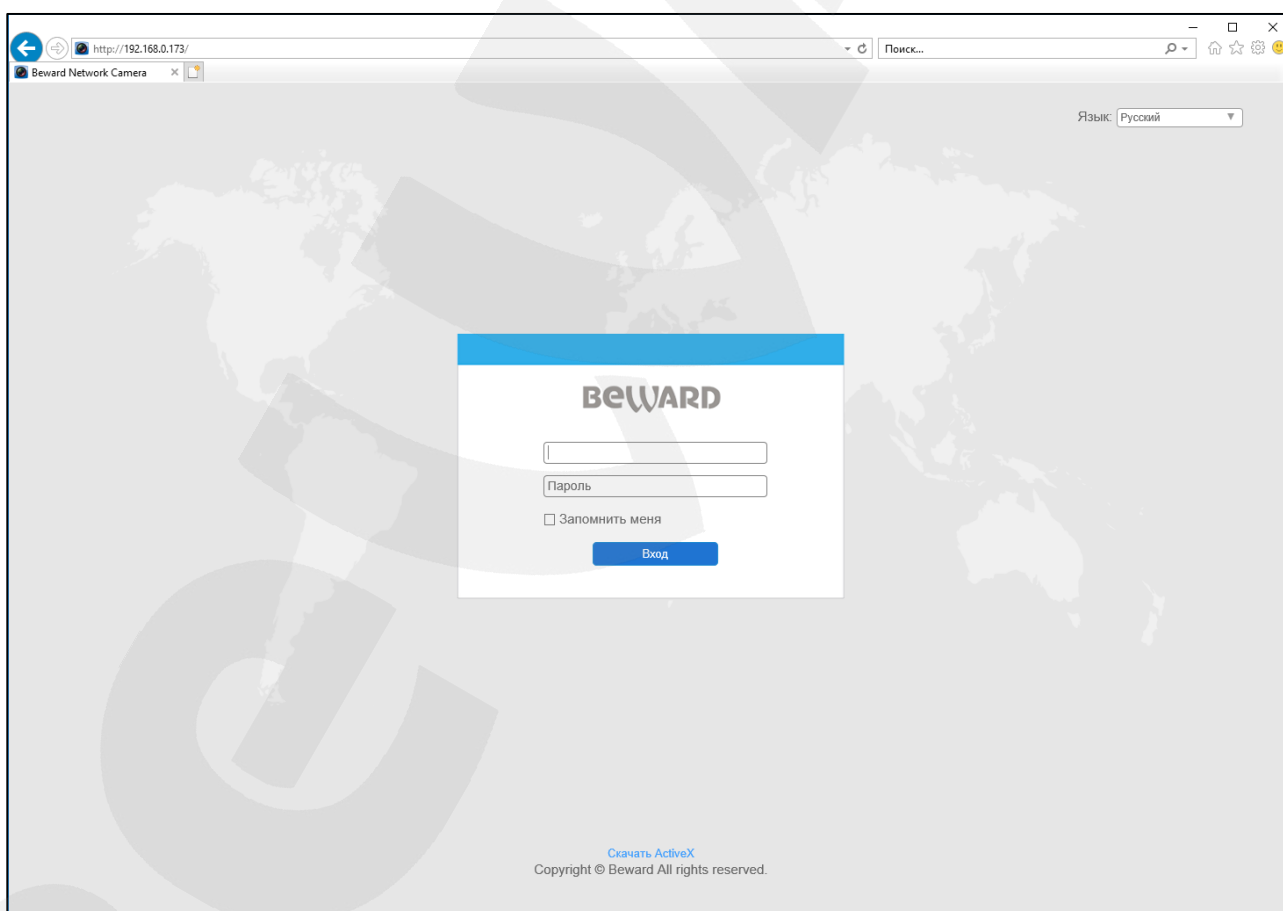 http://192.168.0.173/
Поиск...
Beward Network Camera
Язык: Русский
BEWARD
Пароль
Запомнить меня
Вход
Скачать ActiveX
Copyright © Beward All rights reserved.